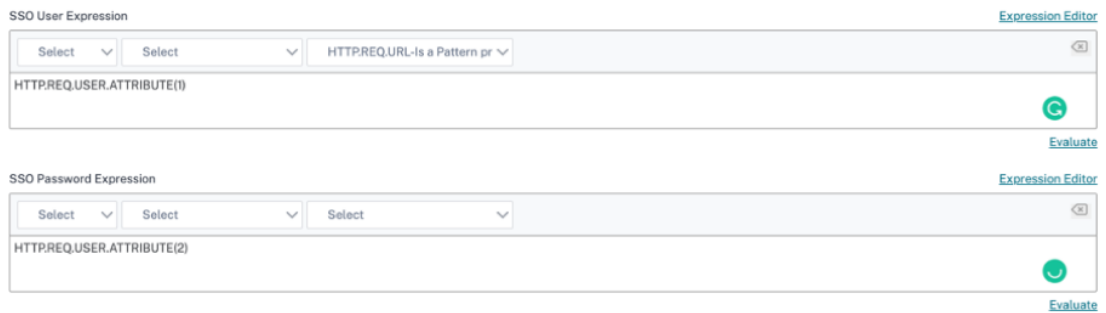 SSO User Expression Expression Editor
Select Select HTTP.REQ.URL-Is a Pattern pr
HTTP.REQ.USER.ATTRIBUTE(1)
Evaluate
SSO Password Expression Expression Editor
Select Select Select
HTTP.REQ.USER.ATTRIBUTE(2)
Evaluate